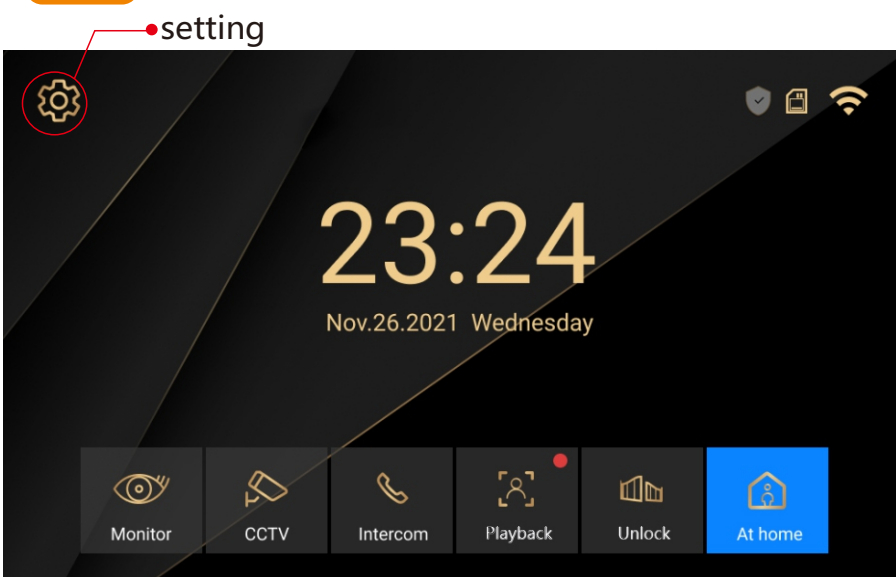 setting
23:24
Nov.26.2021 Wednesday
Monitor CCTV Intercom Playback Unlock At home